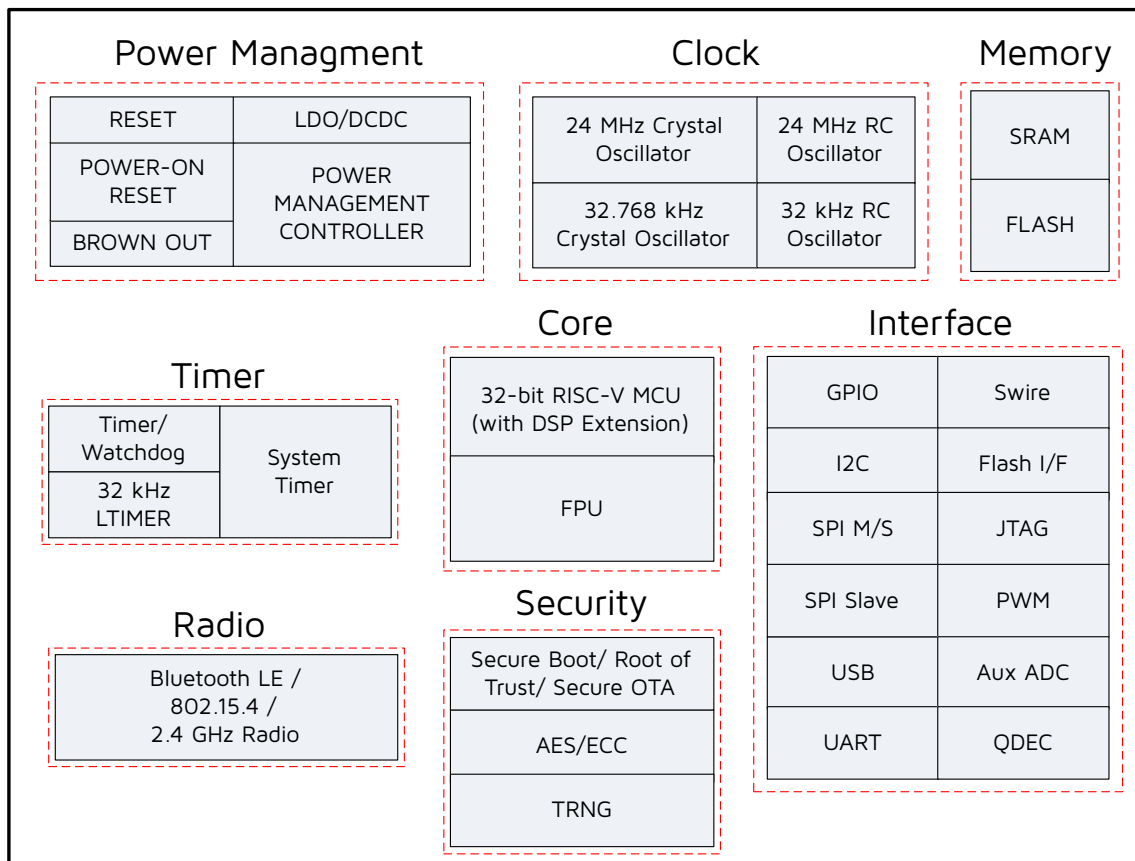 Power Managment
RESET
LDO/DCDC
POWER-ON
RESET
POWER
MANAGEMENT
CONTROLLER
BROWN OUT
Clock
24 MHz Crystal
Oscillator
24 MHz RC
Oscillator
32.768 kHz
Crystal Oscillator
32 kHz RC
Oscillator
Memory
SRAM
FLASH
Timer
Timer/
Watchdog
32 kHz
LTIMER
System
Timer
Core
32-bit RISC-V MCU
(with DSP Extension)
FPU
Interface
GPIO
Swire
I2C
Flash I/F
SPI M/S
JTAG
SPI Slave
PWM
USB
Aux ADC
UART
QDEC
Radio
Bluetooth LE /
802.15.4 /
2.4 GHz Radio
Security
Secure Boot/ Root of
Trust/ Secure OTA
AES/ECC
TRNG